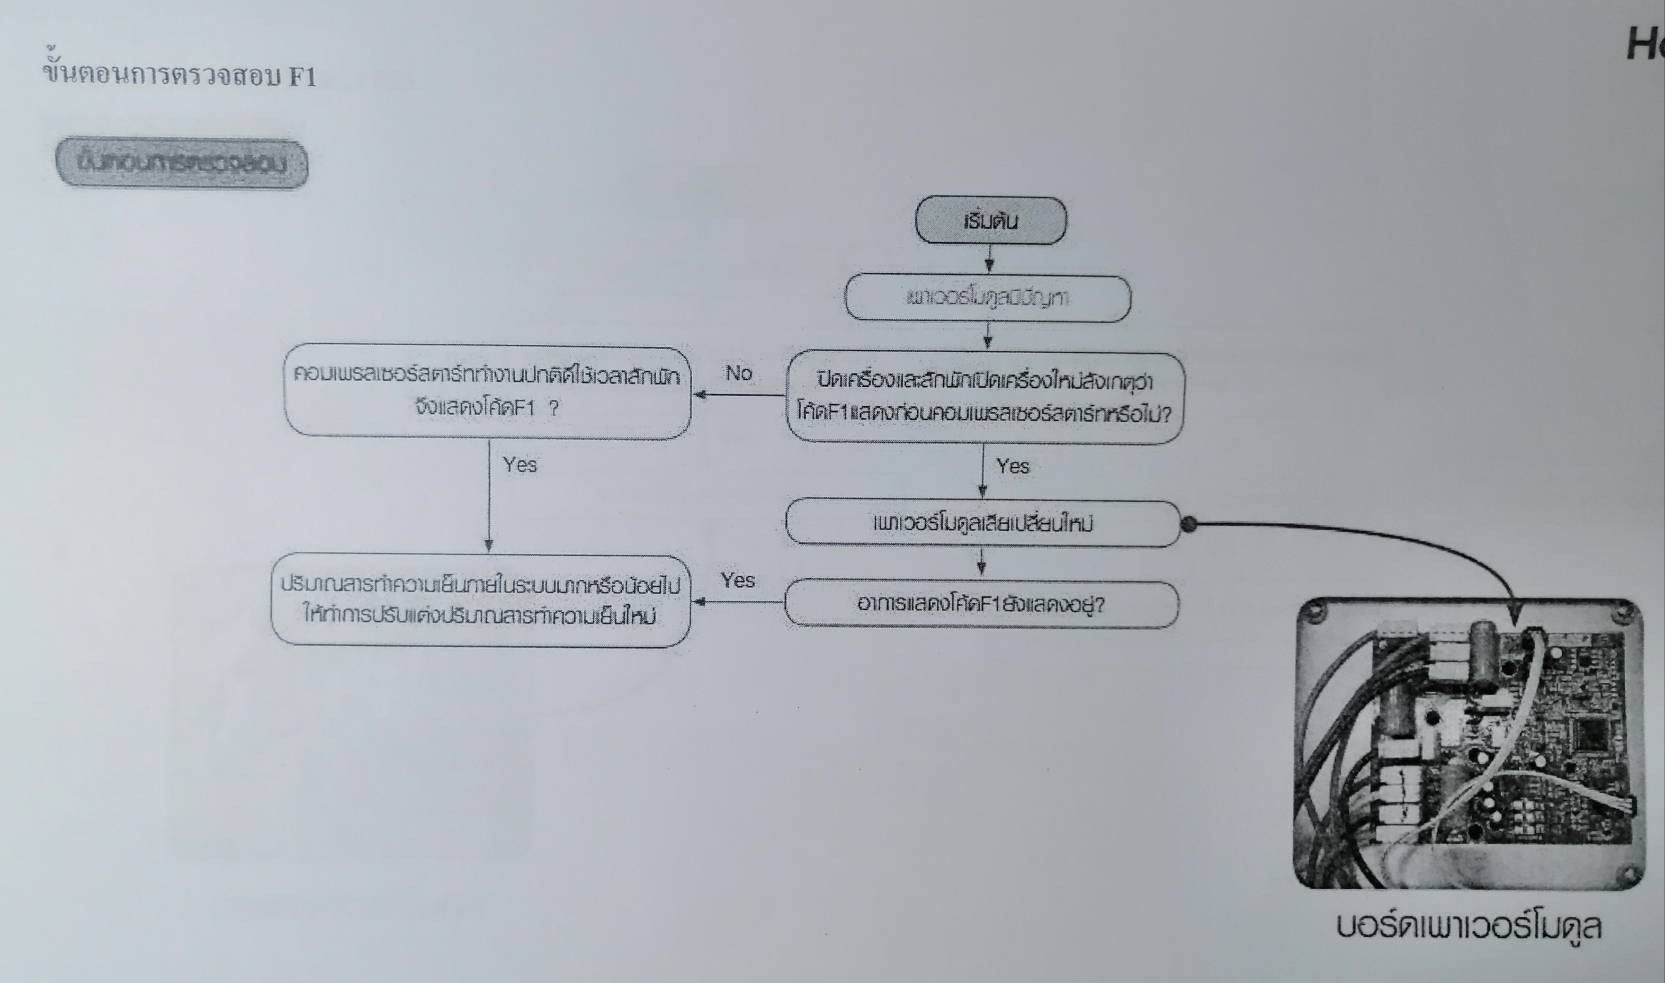 ขั้นตอนการตรวจสอบ F1
ขั้นตอนการตรวจสอบ
เริ่มต้น
เพาเวอร์โมดูลมีปัญหา
คอมเพรสเซอร์สตาร์ททำงานปกติดีใช้เวลาสักพัก
จึงแสดงโค้ดF1 ?
No
ปิดเครื่องและสักพักเปิดเครื่องใหม่สังเกตุว่า
โค้ดF1แสดงก่อนคอมเพรสเซอร์สตาร์ทหรือไม่?
Yes
Yes
เพาเวอร์โมดูลเสียเปลี่ยนใหม่
ปริมาณสารทำความเย็นภายในระบบมากหรือน้อยไป
ให้ทำการปรับแต่งปริมาณสารทำความเย็นใหม่
Yes
อาการแสดงโค้ดF1ยังแสดงอยู่?
บอร์ดเพาเวอร์โมดูล